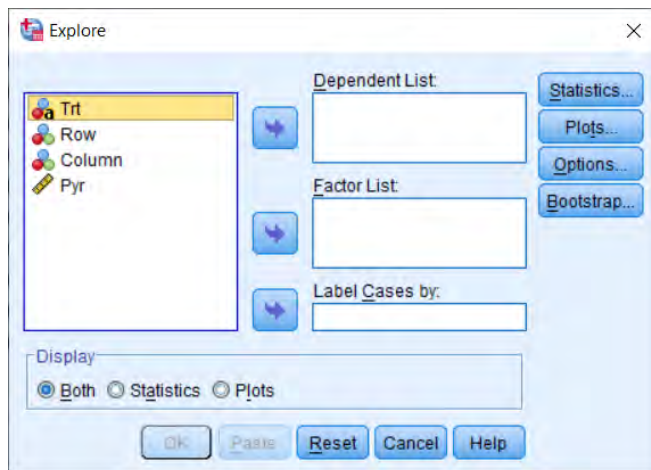 Explore
Dependent List:
Trt
Row
Column
Pyr
Factor List:
Label Cases by:
Statistics...
Plots...
Options...
Bootstrap...
Display
Both Statistics Plots
OK Paste Reset Cancel Help